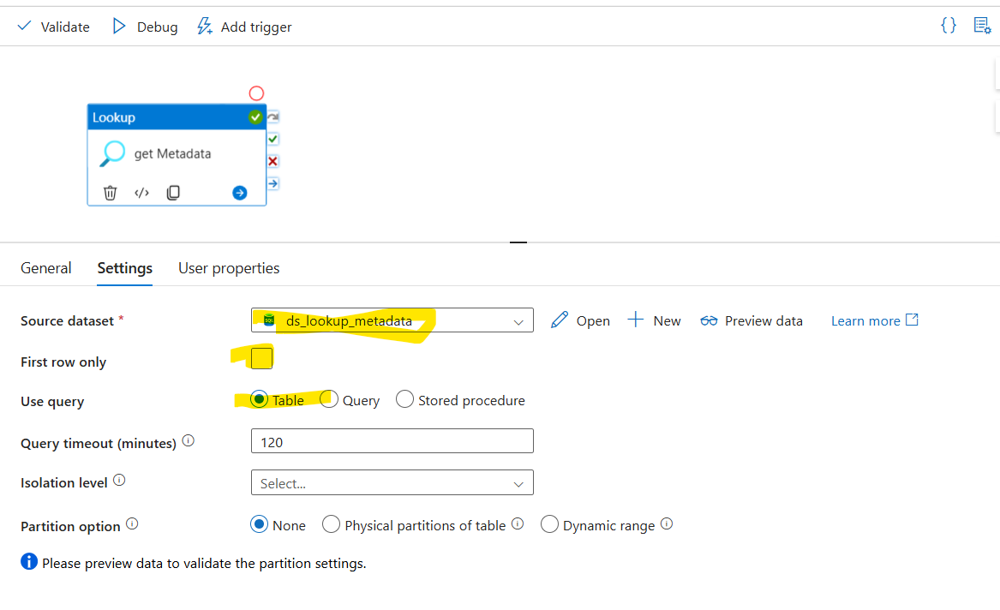 Validate Debug Add trigger {}
Lookup
get Metadata
</>
General Settings User properties
Source dataset * SQL ds_lookup_metadata Open New Preview data Learn more
First row only
Use query Table Query Stored procedure
Query timeout (minutes) 120
Isolation level Select...
Partition option None Physical partitions of table Dynamic range
Please preview data to validate the partition settings.